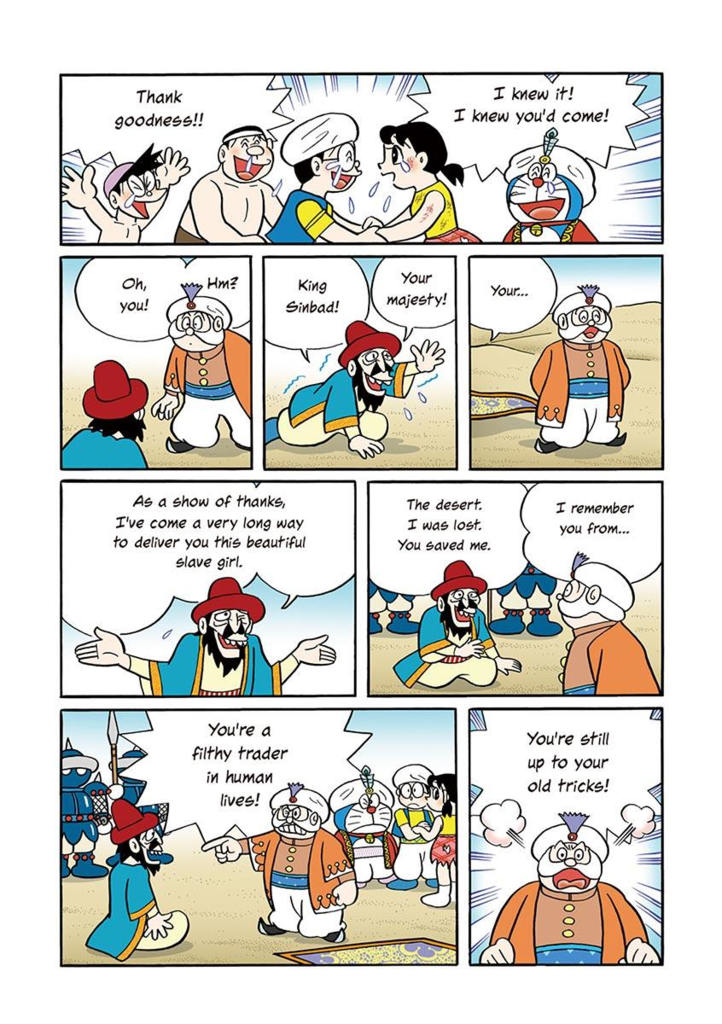 I knew it!
I knew you'd come!
Thank
goodness!!
Your...
Your
majesty!
King
Sinbad!
Hm?
Oh,
you!
I remember
you from...
The desert.
I was lost.
You saved me.
As a show of thanks,
I've come a very long way
to deliver you this beautiful
slave girl.
You're still
up to your
old tricks!
You're a
filthy trader
in human
lives!